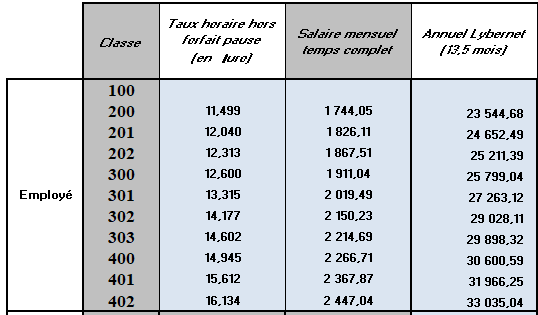 Classe Taux horaire hors forfait pause (en luro) Salaire mensuel temps complet Annuel Lybernet (13,5 mois)
Employé
100
200 11,499 1 744,05 23 544,68
201 12,040 1 826,11 24 652,49
202 12,313 1 867,51 25 211,39
300 12,600 1 911,04 25 799,04
301 13,315 2 019,49 27 263,12
302 14,177 2 150,23 29 028,11
303 14,602 2 214,69 29 898,32
400 14,945 2 266,71 30 600,59
401 15,612 2 367,87 31 966,25
402 16,134 2 447,04 33 035,04